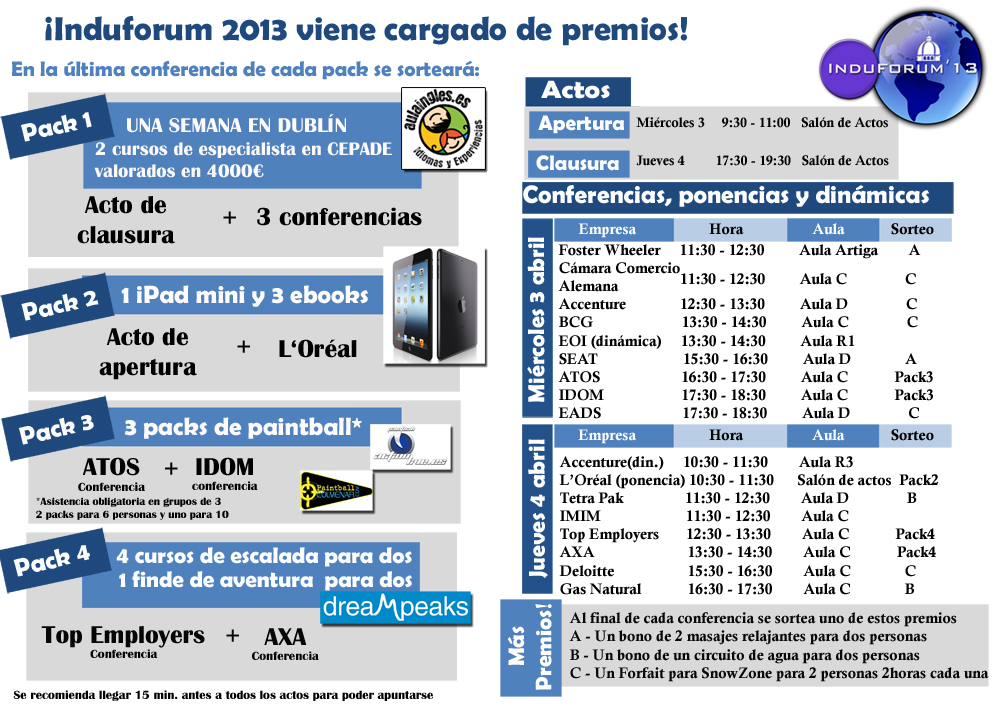 ¡Induforum 2013 viene cargado de premios!
En la última conferencia de cada pack se sorteará:
Pack 1
UNA SEMANA EN DUBLÍN
2 cursos de especialista en CEPADE
valorados en 4000€
aulaingles.es
Idiomas y Experiencias
Acto de
clausura
+ 3 conferencias
Pack 2
1 iPad mini y 3 ebooks
Acto de
apertura
+ L‘Oréal
Pack 3
3 packs de paintball*
ATOS + IDOM
Conferencia conferencia
*Asistencia obligatoria en grupos de 3
2 packs para 6 personas y uno para 10
Paintball
Pack 4
4 cursos de escalada para dos
1 finde de aventura para dos
dreampeaks
Top Employers + AXA
Conferencia Conferencia
Se recomienda llegar 15 min. antes a todos los actos para poder apuntarse
INDUFORUM'13
Actos
Apertura Miércoles 3 9:30 - 11:00 Salón de Actos
Clausura Jueves 4 17:30 - 19:30 Salón de Actos
Conferencias, ponencias y dinámicas
Miércoles 3 abril
Empresa Hora Aula Sorteo
Foster Wheeler 11:30 - 12:30 Aula Artiga A
Cámara Comercio
Alemana 11:30 - 12:30 Aula C C
Accenture 12:30 - 13:30 Aula D C
BCG 13:30 - 14:30 Aula C C
EOI (dinámica) 13:30 - 14:30 Aula R1
SEAT 15:30 - 16:30 Aula D A
ATOS 16:30 - 17:30 Aula C Pack3
IDOM 17:30 - 18:30 Aula C Pack3
EADS 17:30 - 18:30 Aula D C
Jueves 4 abril
Empresa Hora Aula Sorteo
Accenture(din.) 10:30 - 11:30 Aula R3
L’Oréal (ponencia) 10:30 - 11:30 Salón de actos Pack2
Tetra Pak 11:30 - 12:30 Aula D B
IMIM 11:30 - 12:30 Aula C
Top Employers 12:30 - 13:30 Aula C Pack4
AXA 13:30 - 14:30 Aula C Pack4
Deloitte 15:30 - 16:30 Aula C C
Gas Natural 16:30 - 17:30 Aula C B
Más
Premios!
Al final de cada conferencia se sortea uno de estos premios
A - Un bono de 2 masajes relajantes para dos personas
B - Un bono de un circuito de agua para dos personas
C - Un Forfait para SnowZone para 2 personas 2horas cada una